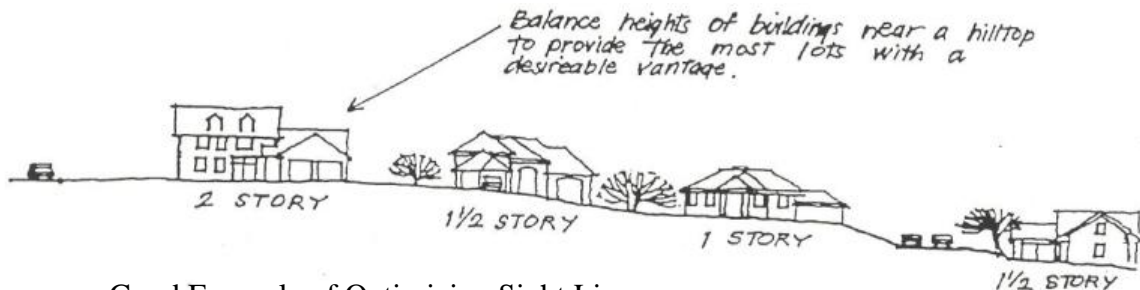 Balance heights of buildings near a hilltop
to provide the most lots with a
desireable vantage.
2 STORY
1½ STORY
1 STORY
1½ STORY